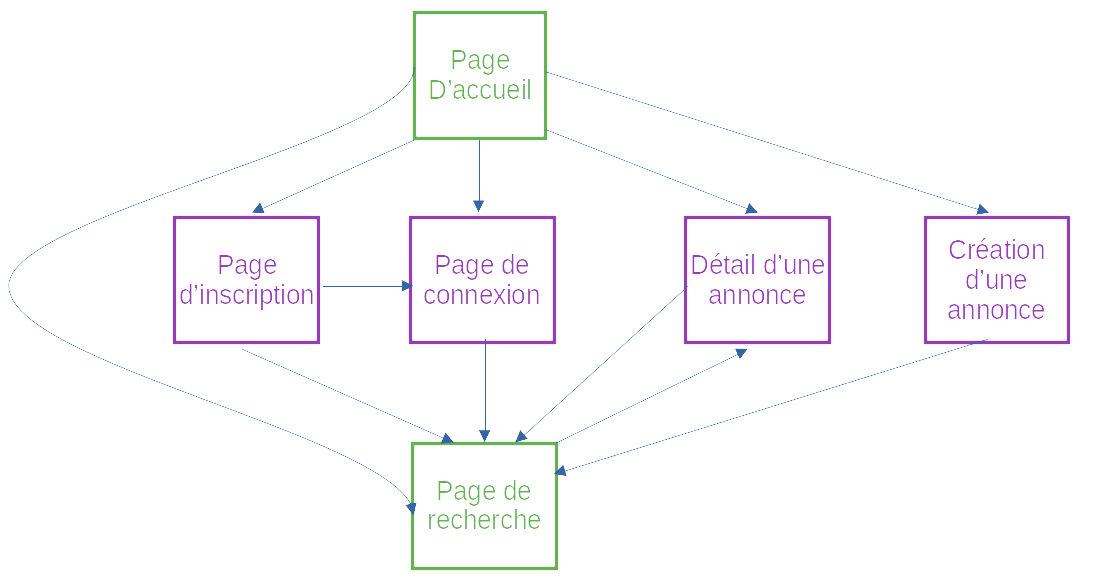 Page
D’accueil
Page
d’inscription
Page de
connexion
Détail d’une
annonce
Création
d’une
annonce
Page de
recherche